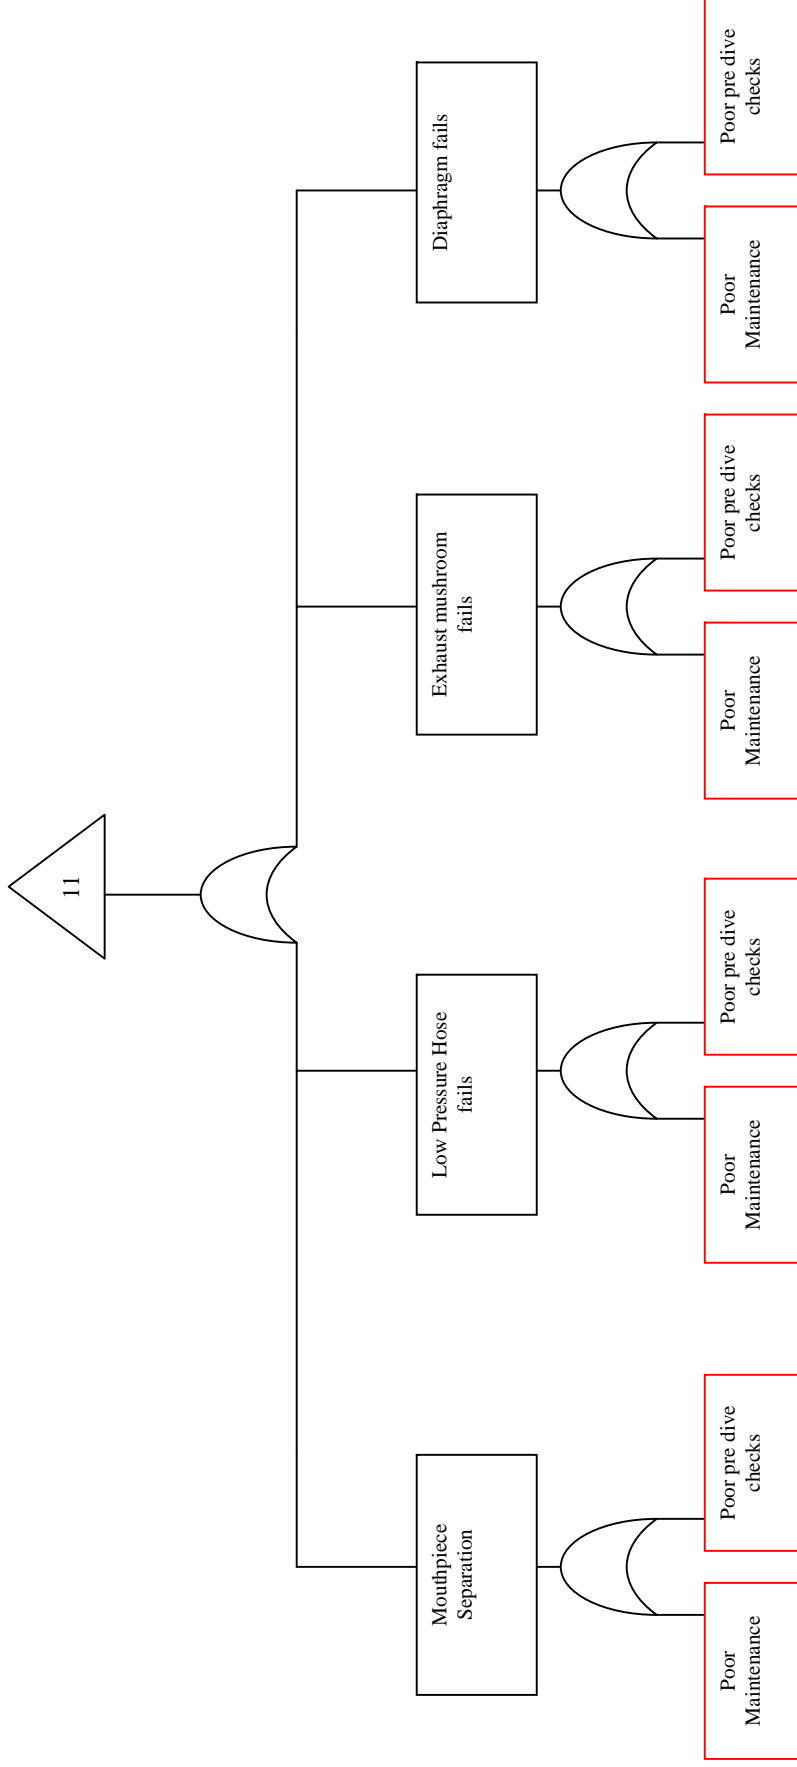 11
Mouthpiece
Separation
Low Pressure Hose
fails
Exhaust mushroom
fails
Diaphragm fails
Poor
Maintenance
Poor pre dive
checks
Poor
Maintenance
Poor pre dive
checks
Poor
Maintenance
Poor pre dive
checks
Poor
Maintenance
Poor pre dive
checks